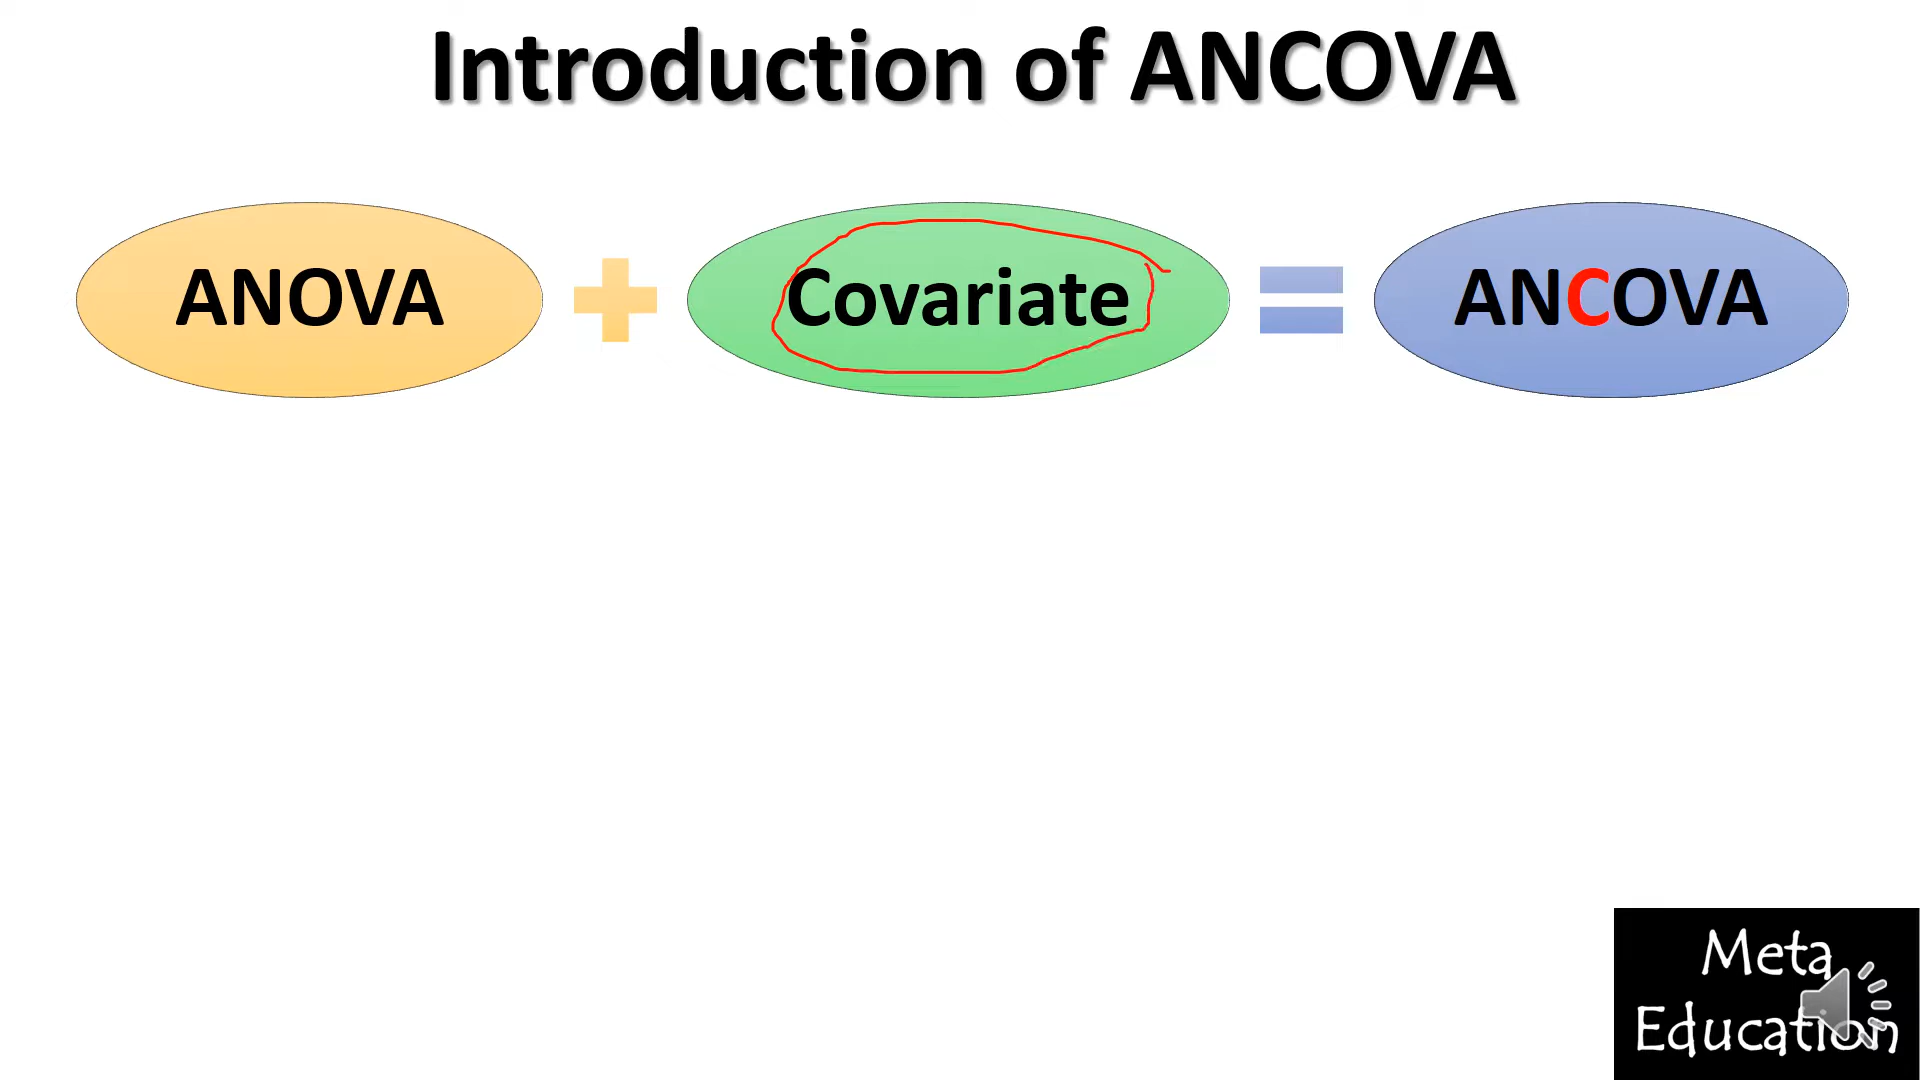 Introduction of ANCOVA
ANOVA + Covariate = ANCOVA
Meta
Education